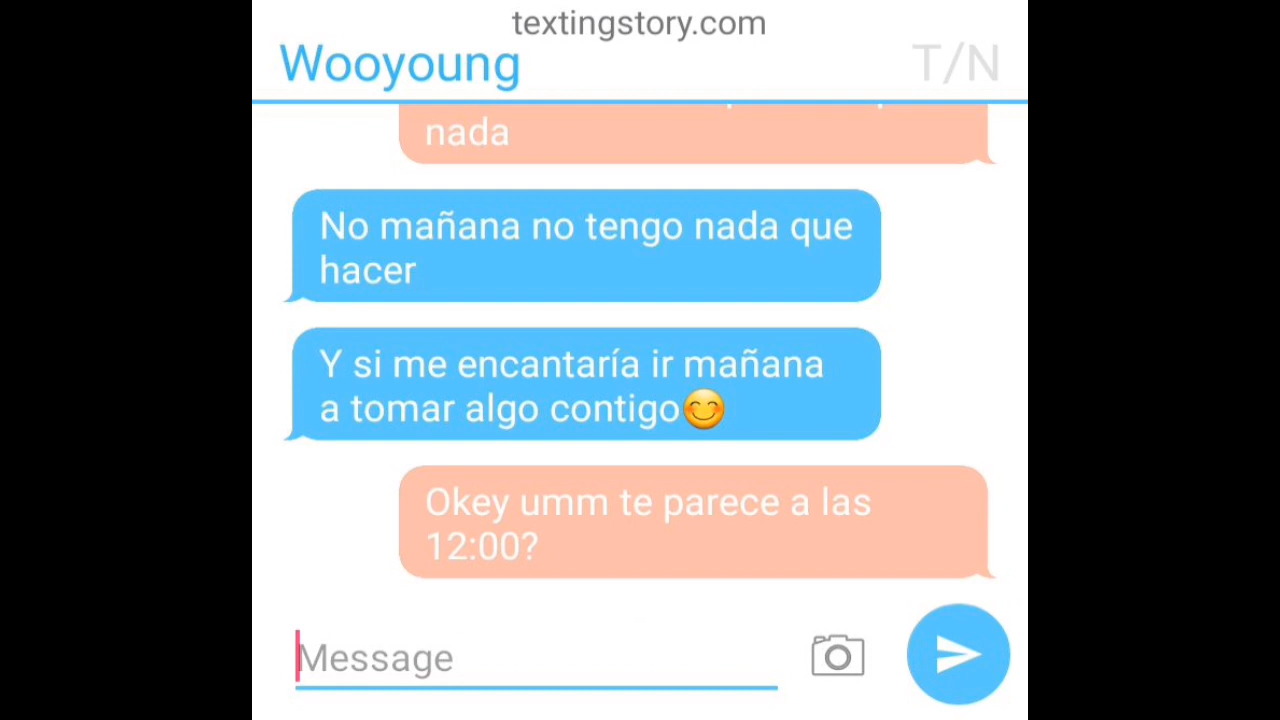 textingstory.com
Wooyoung
T/N
nada
No mañana no tengo nada que
hacer
Y si me encantaría ir mañana
a tomar algo contigo😊
Okey umm te parece a las
12:00?
Message